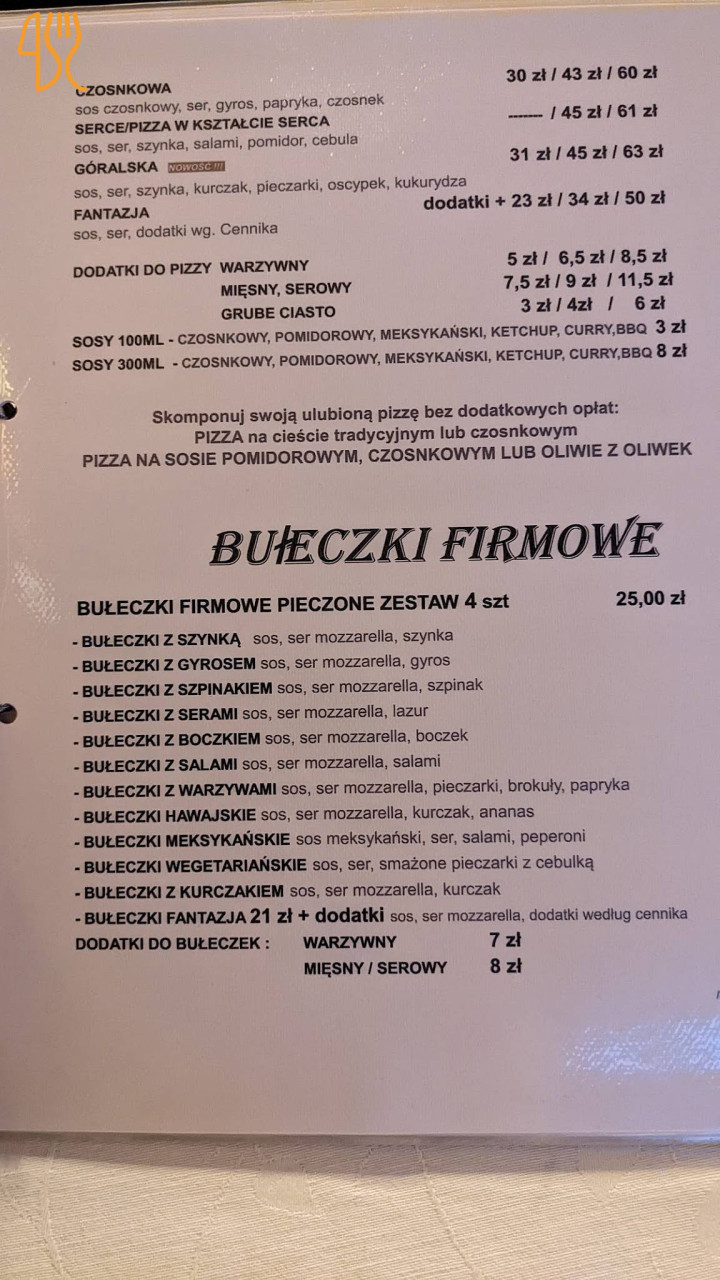 CZOSNKOWA 30 zł / 43 zł / 60 zł
sos czosnkowy, ser, gyros, papryka, czosnek
SERCE/PIZZA W KSZTAŁCIE SERCA ------- / 45 zł / 61 zł
sos, ser, szynka, salami, pomidor, cebula
GÓRALSKA NOWOŚĆ !!! 31 zł / 45 zł / 63 zł
sos, ser, szynka, kurczak, pieczarki, oscypek, kukurydza
FANTAZJA dodatki + 23 zł / 34 zł / 50 zł
sos, ser, dodatki wg. Cennika
DODATKI DO PIZZY WARZYWNY 5 zł / 6,5 zł / 8,5 zł
MIĘSNY, SEROWY 7,5 zł / 9 zł / 11,5 zł
GRUBE CIASTO 3 zł / 4zł / 6 zł
SOSY 100ML - CZOSNKOWY, POMIDOROWY, MEKSYKAŃSKI, KETCHUP, CURRY,BBQ 3 zł
SOSY 300ML - CZOSNKOWY, POMIDOROWY, MEKSYKAŃSKI, KETCHUP, CURRY,BBQ 8 zł
Skomponuj swoją ulubioną pizzę bez dodatkowych opłat:
PIZZA na cieście tradycyjnym lub czosnkowym
PIZZA NA SOSIE POMIDOROWYM, CZOSNKOWYM LUB OLIWIE Z OLIWEK
BUŁECZKI FIRMOWE
BUŁECZKI FIRMOWE PIECZONE ZESTAW 4 szt 25,00 zł
- BUŁECZKI Z SZYNKĄ sos, ser mozzarella, szynka
- BUŁECZKI Z GYROSEM sos, ser mozzarella, gyros
- BUŁECZKI Z SZPINAKIEM sos, ser mozzarella, szpinak
- BUŁECZKI Z SERAMI sos, ser mozzarella, lazur
- BUŁECZKI Z BOCZKIEM sos, ser mozzarella, boczek
- BUŁECZKI Z SALAMI sos, ser mozzarella, salami
- BUŁECZKI Z WARZYWAMI sos, ser mozzarella, pieczarki, brokuły, papryka
- BUŁECZKI HAWAJSKIE sos, ser mozzarella, kurczak, ananas
- BUŁECZKI MEKSYKAŃSKIE sos meksykański, ser, salami, peperoni
- BUŁECZKI WEGETARIAŃSKIE sos, ser, smażone pieczarki z cebulką
- BUŁECZKI Z KURCZAKIEM sos, ser mozzarella, kurczak
- BUŁECZKI FANTAZJA 21 zł + dodatki sos, ser mozzarella, dodatki według cennika
DODATKI DO BUŁECZEK : WARZYWNY 7 zł
MIĘSNY / SEROWY 8 zł